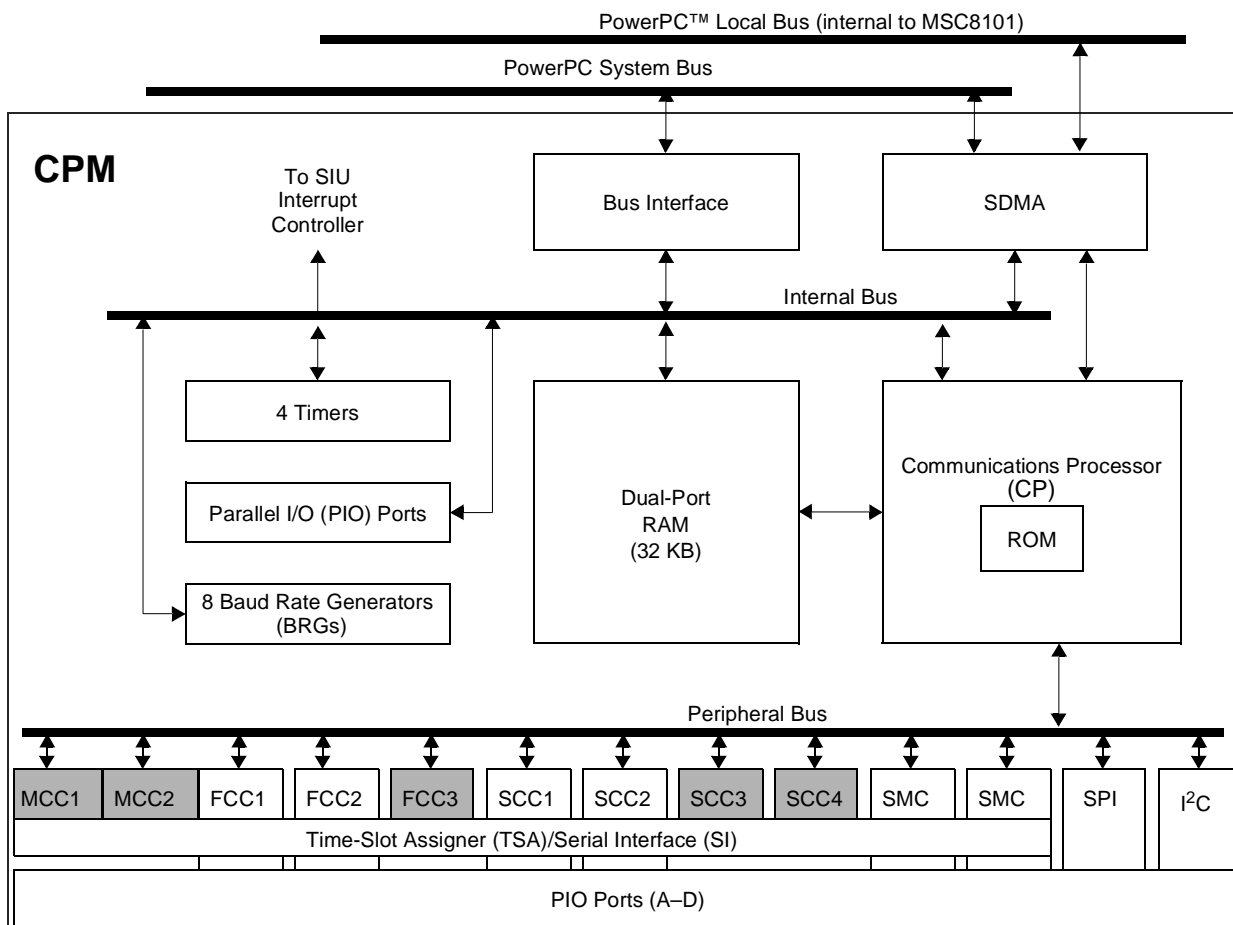 PowerPC™ Local Bus (internal to MSC8101)
PowerPC System Bus
CPM
To SIU
Interrupt
Controller
Bus Interface
SDMA
Internal Bus
4 Timers
Parallel I/O (PIO) Ports
8 Baud Rate Generators
(BRGs)
Dual-Port
RAM
(32 KB)
Communications Processor
(CP)
ROM
Peripheral Bus
MCC1 MCC2 FCC1 FCC2 FCC3 SCC1 SCC2 SCC3 SCC4 SMC SMC SPI I²C
Time-Slot Assigner (TSA)/Serial Interface (SI)
PIO Ports (A–D)